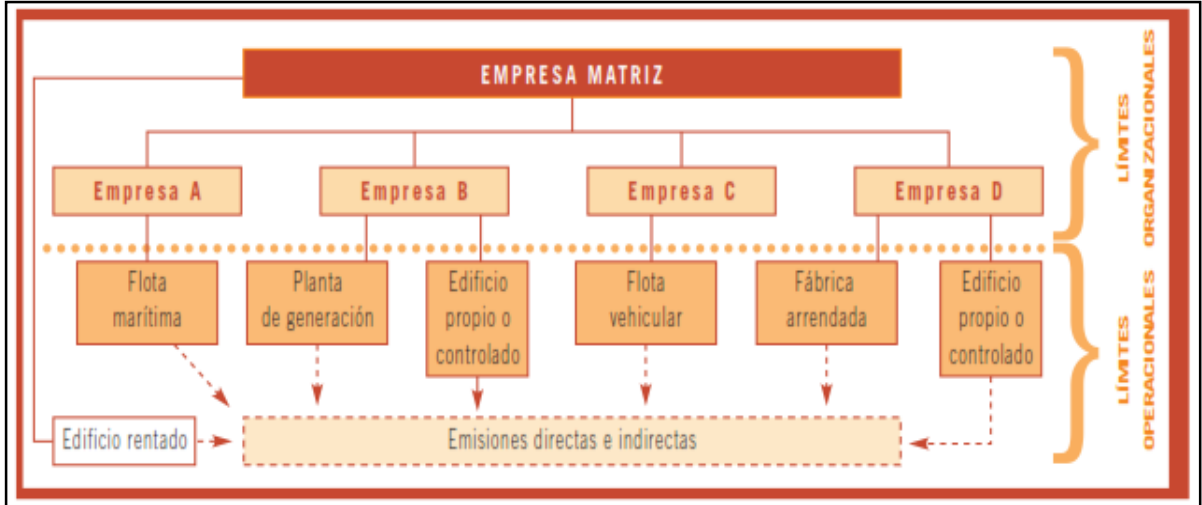 EMPRESA MATRIZ
Empresa A
Empresa B
Empresa C
Empresa D
LÍMITES
ORGANIZACIONALES
Flota
marítima
Planta
de generación
Edificio
propio o
controlado
Flota
vehicular
Fábrica
arrendada
Edificio
propio o
controlado
LÍMITES
OPERACIONALES
Edificio rentado
Emisiones directas e indirectas